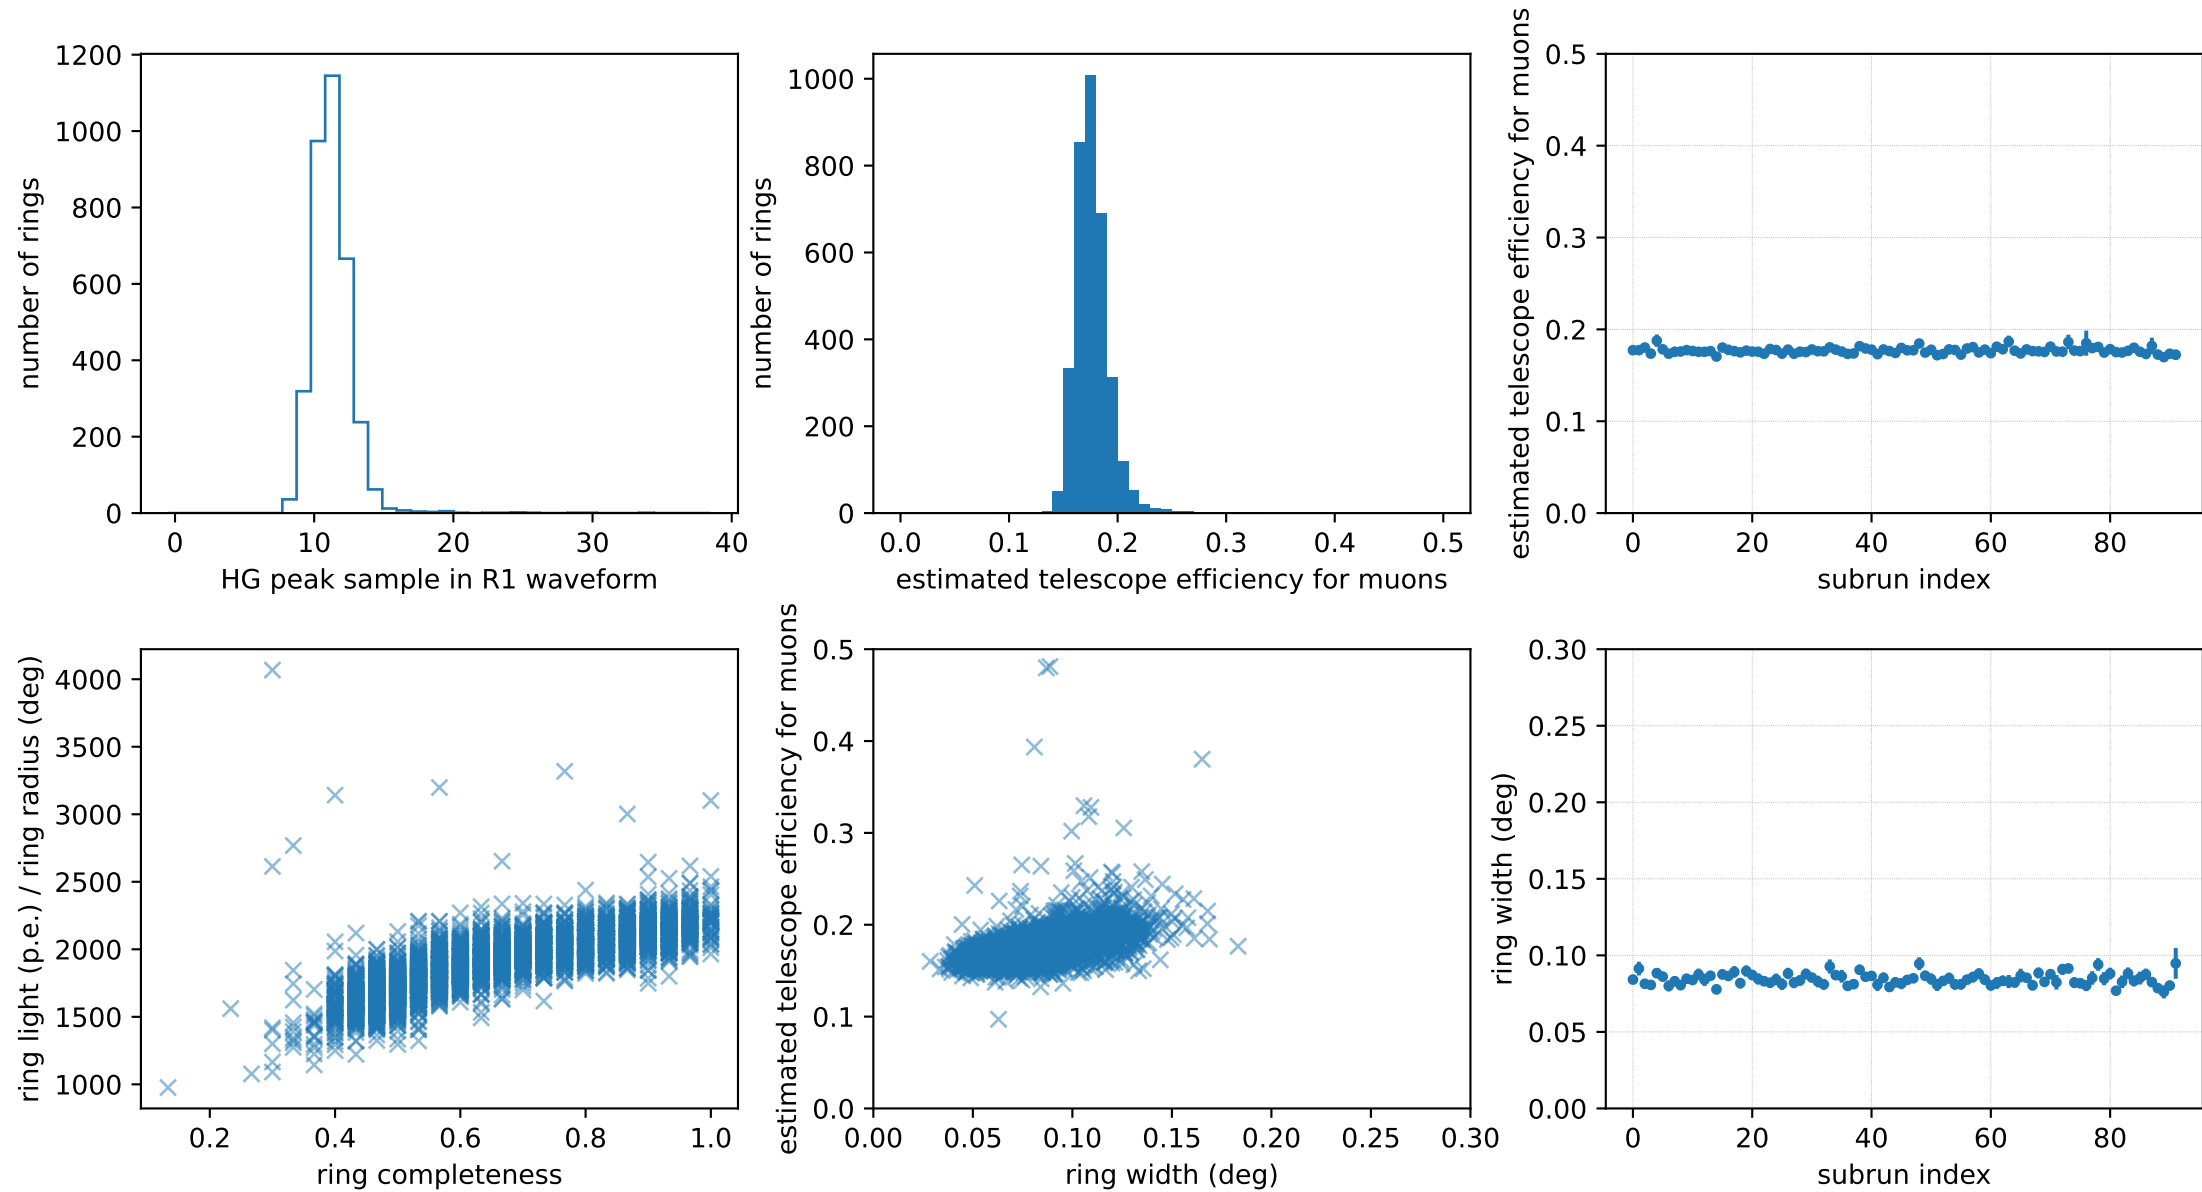 number of rings
1200
1000
800
600
400
200
0
0 10 20 30 40
HG peak sample in R1 waveform
number of rings
1000
800
600
400
200
0
0.0 0.1 0.2 0.3 0.4 0.5
estimated telescope efficiency for muons
estimated telescope efficiency for muons
0.5
0.4
0.3
0.2
0.1
0.0
0 20 40 60 80
subrun index
ring light (p.e.) / ring radius (deg)
4000
3500
3000
2500
2000
1500
1000
0.2 0.4 0.6 0.8 1.0
ring completeness
estimated telescope efficiency for muons
0.5
0.4
0.3
0.2
0.1
0.0
0.00 0.05 0.10 0.15 0.20 0.25 0.30
ring width (deg)
ring width (deg)
0.30
0.25
0.20
0.15
0.10
0.05
0.00
0 20 40 60 80
subrun index